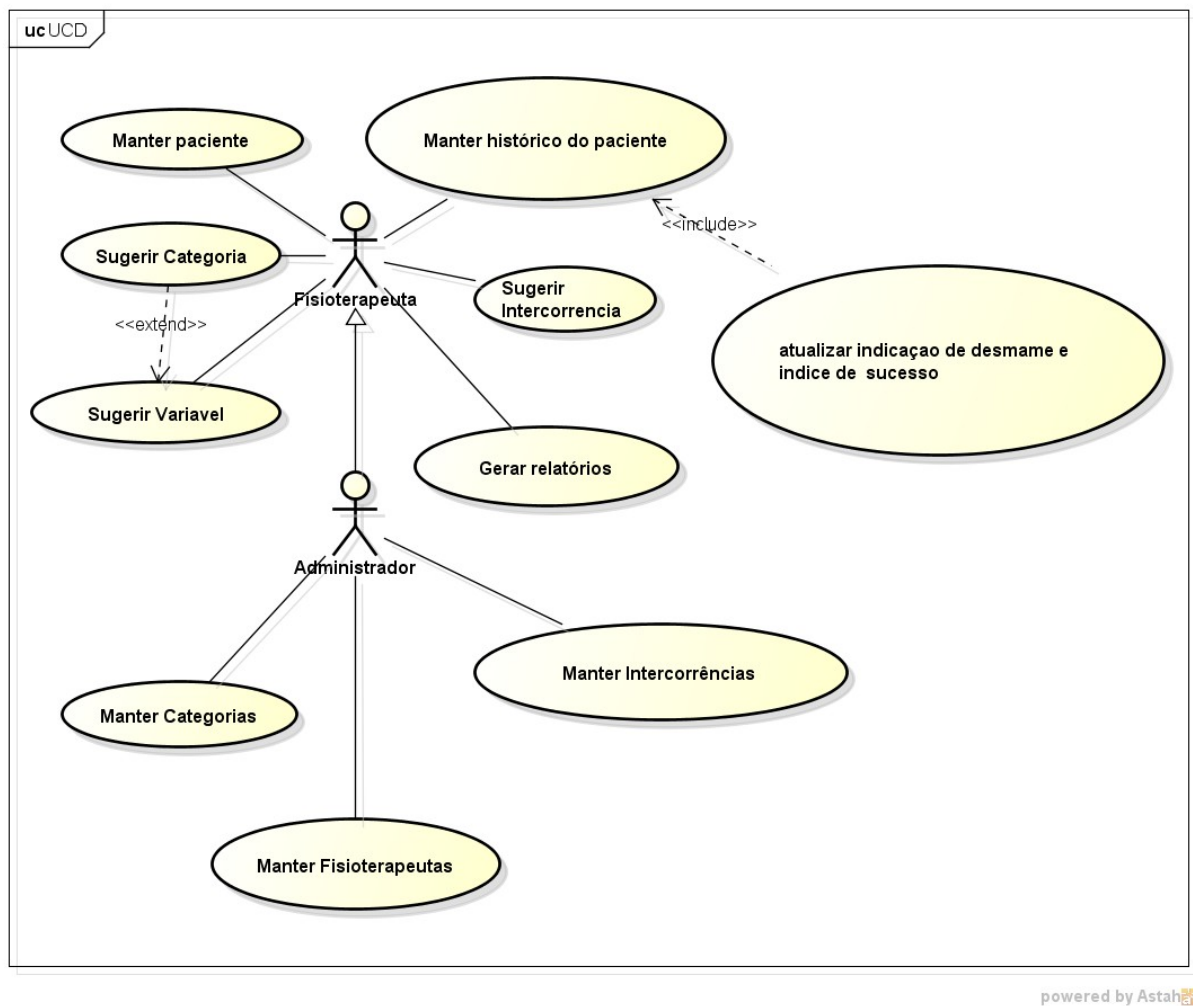 uc UCD
Manter paciente
Manter histórico do paciente
<<include>>
Sugerir Categoria
Sugerir
Intercorrencia
Fisioterapeuta
<<extend>>
atualizar indicaçao de desmame e
indice de sucesso
Sugerir Variavel
Gerar relatórios
Administrador
Manter Intercorrências
Manter Categorias
Manter Fisioterapeutas
powered by Astah